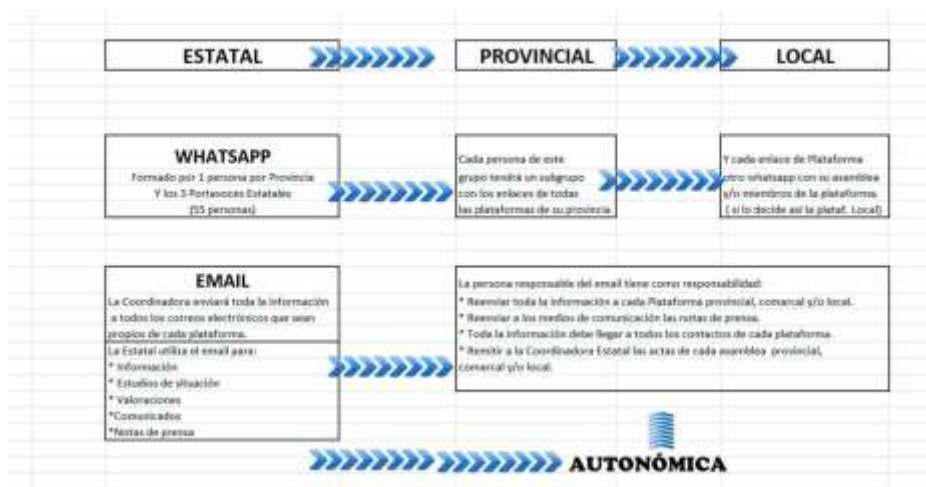 ESTATAL
PROVINCIAL
LOCAL
WHATSAPP
Formado por 1 persona por Provincia
Y los 3 Portavoces Estatales
(55 personas)
Cada persona de este
grupo tendrá un subgrupo
con los enlaces de todas
las plataformas de su provincia
Y cada enlace de Plataforma
otro whatsapp con su asamblea
y/o miembros de la plataforma.
( si lo decide así la plataf. Local)
EMAIL
La Coordinadora enviará toda la información
a todos los correos electrónicos que sean
propios de cada plataforma.
La Estatal utiliza el email para:
* Información
* Estudios de situación
* Valoraciones
*Comunicados
*Notas de prensa
La persona responsable del email tiene como responsabilidad:
* Reenviar toda la información a cada Plataforma provincial, comarcal y/o local.
* Reenviar a los medios de comunicación las notas de prensa.
* Toda la información debe llegar a todos los contactos de cada plataforma.
* Remitir a la Coordinadora Estatal las actas de cada asamblea provincial,
comarcal y/o local.
AUTONÓMICA